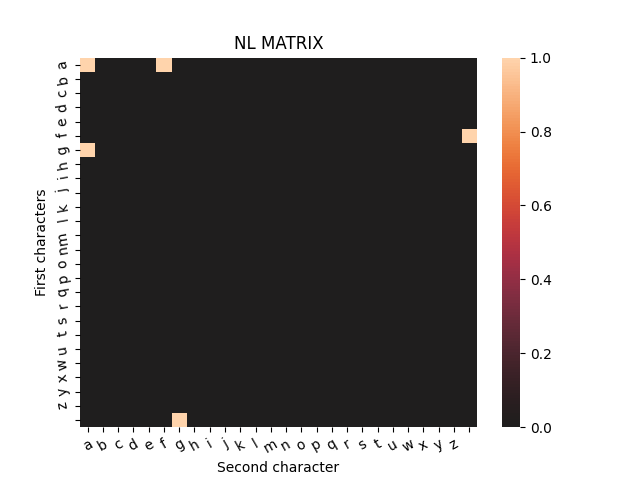 NL MATRIX
First characters
a
b
c
d
e
f
g
h
i
j
k
l
m
n
o
p
q
r
s
t
u
w
x
y
z
a b c d e f g h i j k l m n o p q r s t u w x y z
Second character
1.0
0.8
0.6
0.4
0.2
0.0